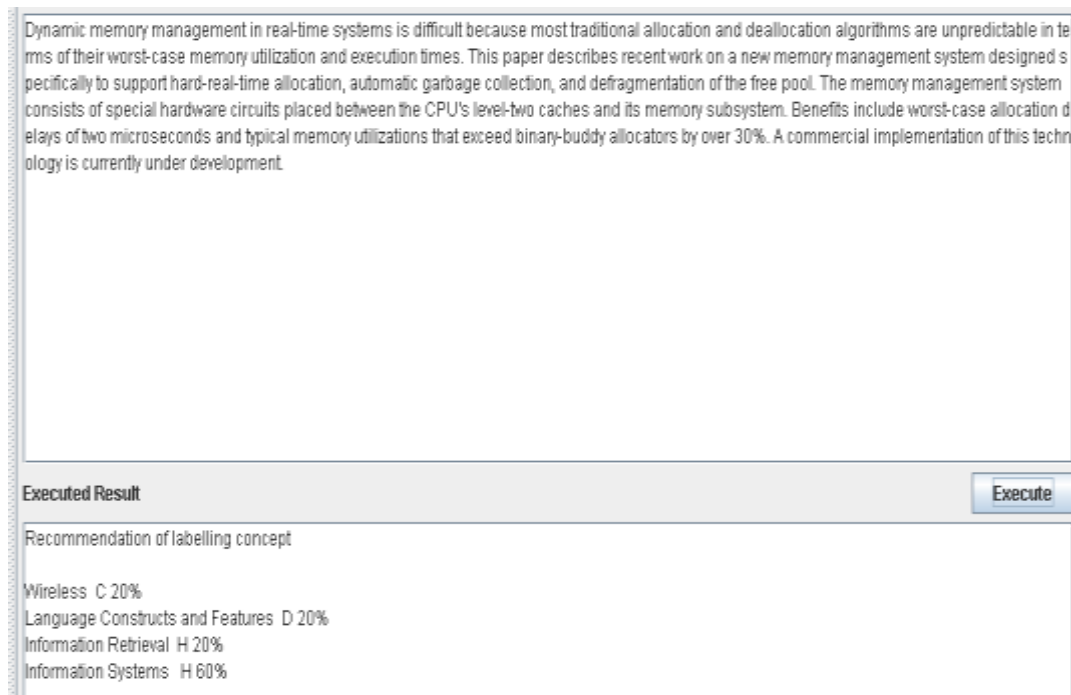 Dynamic memory management in real-time systems is difficult because most traditional allocation and deallocation algorithms are unpredictable in te
rms of their worst-case memory utilization and execution times. This paper describes recent work on a new memory management system designed s
pecifically to support hard-real-time allocation, automatic garbage collection, and defragmentation of the free pool. The memory management system
consists of special hardware circuits placed between the CPU's level-two caches and its memory subsystem. Benefits include worst-case allocation d
elays of two microseconds and typical memory utilizations that exceed binary-buddy allocators by over 30%. A commercial implementation of this techn
ology is currently under development.
Executed Result
Execute
Recommendation of labelling concept
Wireless C 20%
Language Constructs and Features D 20%
Information Retrieval H 20%
Information Systems H 60%